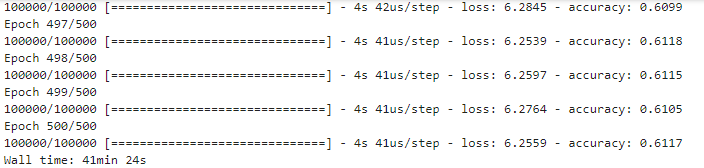 100000/100000 [==============================] - 4s 42us/step - loss: 6.2845 - accuracy: 0.6099
Epoch 497/500
100000/100000 [==============================] - 4s 41us/step - loss: 6.2539 - accuracy: 0.6118
Epoch 498/500
100000/100000 [==============================] - 4s 41us/step - loss: 6.2597 - accuracy: 0.6115
Epoch 499/500
100000/100000 [==============================] - 4s 41us/step - loss: 6.2764 - accuracy: 0.6105
Epoch 500/500
100000/100000 [==============================] - 4s 41us/step - loss: 6.2559 - accuracy: 0.6117
Wall time: 41min 24s